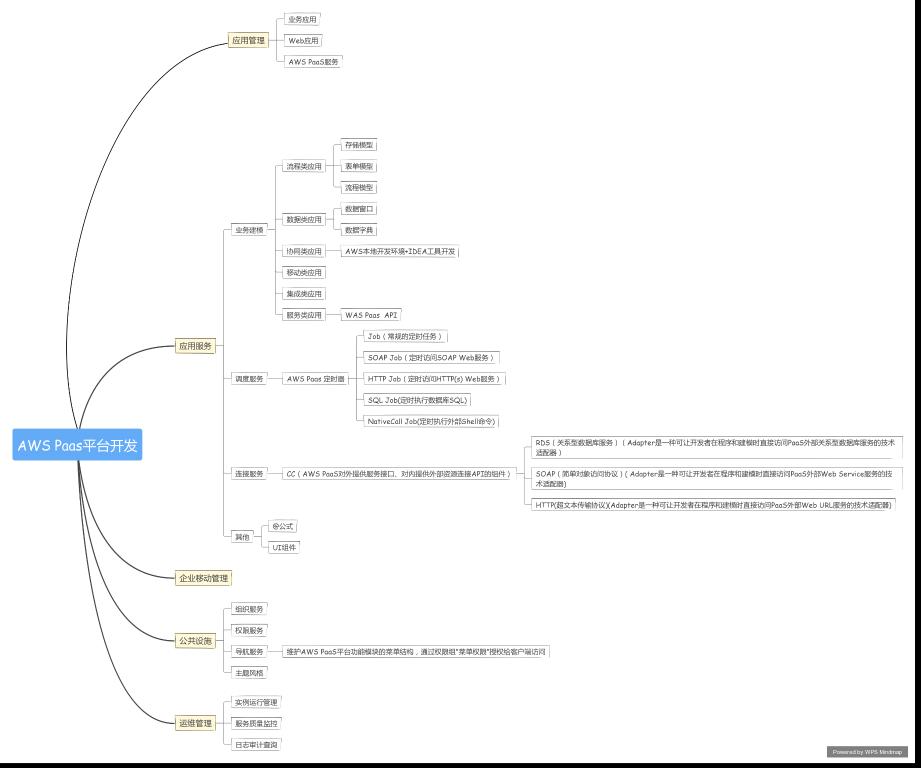 业务应用
应用管理
Web应用
AWS PaaS服务
存储模型
流程类应用
表单模型
流程模型
数据窗口
数据类应用
数据字典
业务建模
协同类应用
AWS本地开发环境+IDEA工具开发
移动类应用
集成类应用
服务类应用
WAS Paas API
应用服务
Job（常规的定时任务）
SOAP Job（定时访问SOAP Web服务）
调度服务
AWS Paas 定时器
HTTP Job（定时访问HTTP(s) Web服务）
SQL Job(定时执行数据库SQL)
NativeCall Job(定时执行外部Shell命令)
AWS Paas平台开发
RDS（关系型数据库服务）（Adapter是一种可让开发者在程序和建模时直接访问PaaS外部关系型数据库服务的技术
适配器）
连接服务
CC（AWS PaaS对外提供服务接口、对内提供外部资源连接API的组件）
SOAP（简单对象访问协议）( Adapter是一种可让开发者在程序和建模时直接访问PaaS外部Web Service服务的技
术适配器)
HTTP(超文本传输协议)(Adapter是一种可让开发者在程序和建模时直接访问PaaS外部Web URL服务的技术适配器)
其他
@公式
UI组件
企业移动管理
组织服务
权限服务
公共设施
导航服务
维护AWS PaaS平台功能模块的菜单结构，通过权限组"菜单权限"授权给客户端访问
主题风格
实例运行管理
运维管理
服务质量监控
日志审计查询
Powered by WPS Mindmap